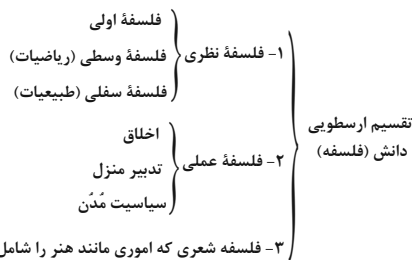 تقسیم ارسطویی
دانش (فلسفه)
۱- فلسفهٔ نظری
فلسفهٔ اولی
فلسفهٔ وسطی (ریاضیات)
فلسفهٔ سفلی (طبیعیات)
۲- فلسفهٔ عملی
اخلاق
تدبیر منزل
سیاسیت مُدُن
۳- فلسفه شعری که اموری مانند هنر را شامل